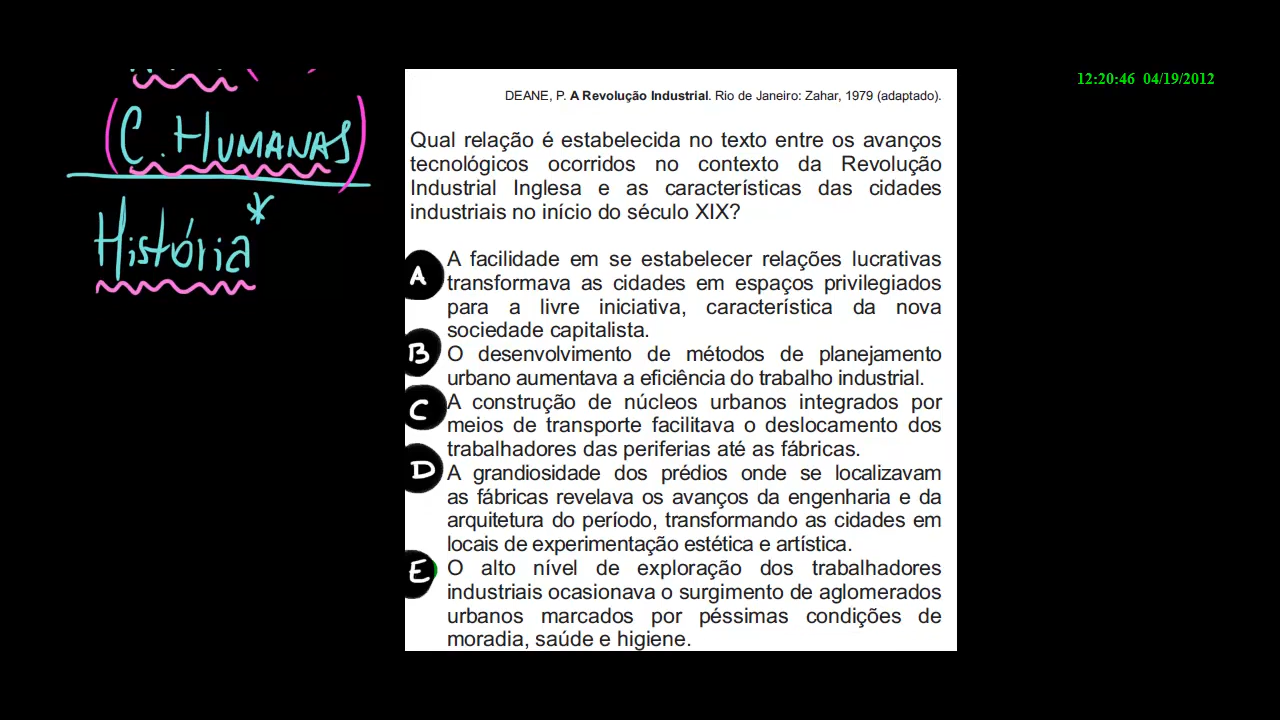 (C. HUMANAS)
História*
12:20:46 04/19/2012
DEANE, P. A Revolução Industrial. Rio de Janeiro: Zahar, 1979 (adaptado).
Qual relação é estabelecida no texto entre os avanços
tecnológicos ocorridos no contexto da Revolução
Industrial Inglesa e as características das cidades
industriais no início do século XIX?
A A facilidade em se estabelecer relações lucrativas
transformava as cidades em espaços privilegiados
para a livre iniciativa, característica da nova
sociedade capitalista.
B O desenvolvimento de métodos de planejamento
urbano aumentava a eficiência do trabalho industrial.
C A construção de núcleos urbanos integrados por
meios de transporte facilitava o deslocamento dos
trabalhadores das periferias até as fábricas.
D A grandiosidade dos prédios onde se localizavam
as fábricas revelava os avanços da engenharia e da
arquitetura do período, transformando as cidades em
locais de experimentação estética e artística.
E O alto nível de exploração dos trabalhadores
industriais ocasionava o surgimento de aglomerados
urbanos marcados por péssimas condições de
moradia, saúde e higiene.